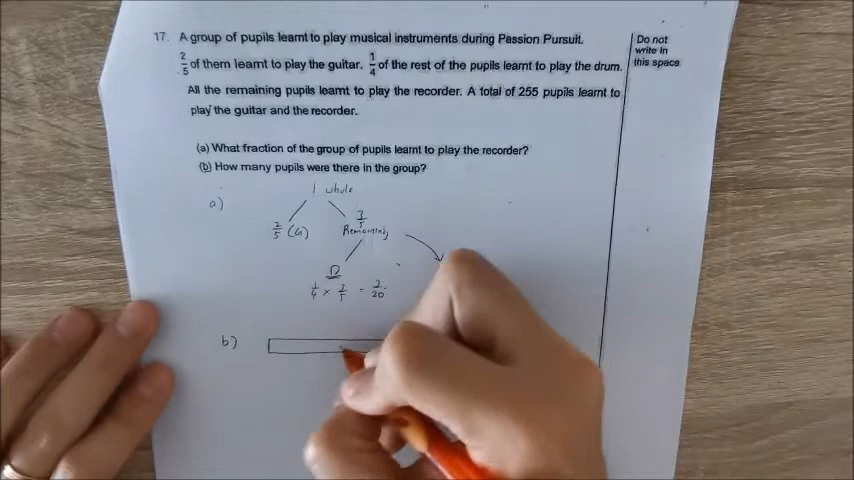 17. A group of pupils learnt to play musical instruments during Passion Pursuit.
2/5 of them learnt to play the guitar. 1/4 of the rest of the pupils learnt to play the drum.
All the remaining pupils learnt to play the recorder. A total of 255 pupils learnt to
play the guitar and the recorder.
(a) What fraction of the group of pupils learnt to play the recorder?
(b) How many pupils were there in the group?
Do not
write in
this space
1 whole
a)
3/5
2/5 (G) Remaining
D
1/4 × 3/5 = 3/20
b)